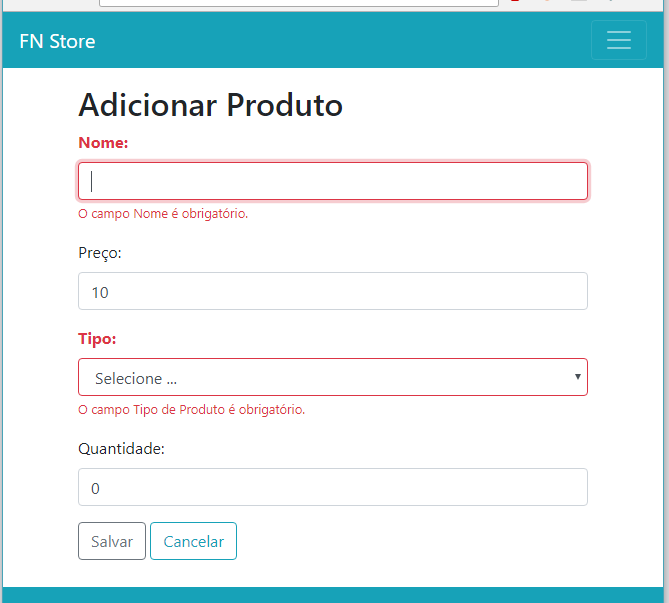 FN Store
Adicionar Produto
Nome:
O campo Nome é obrigatório.
Preço:
10
Tipo:
Selecione ...
O campo Tipo de Produto é obrigatório.
Quantidade:
0
Salvar Cancelar